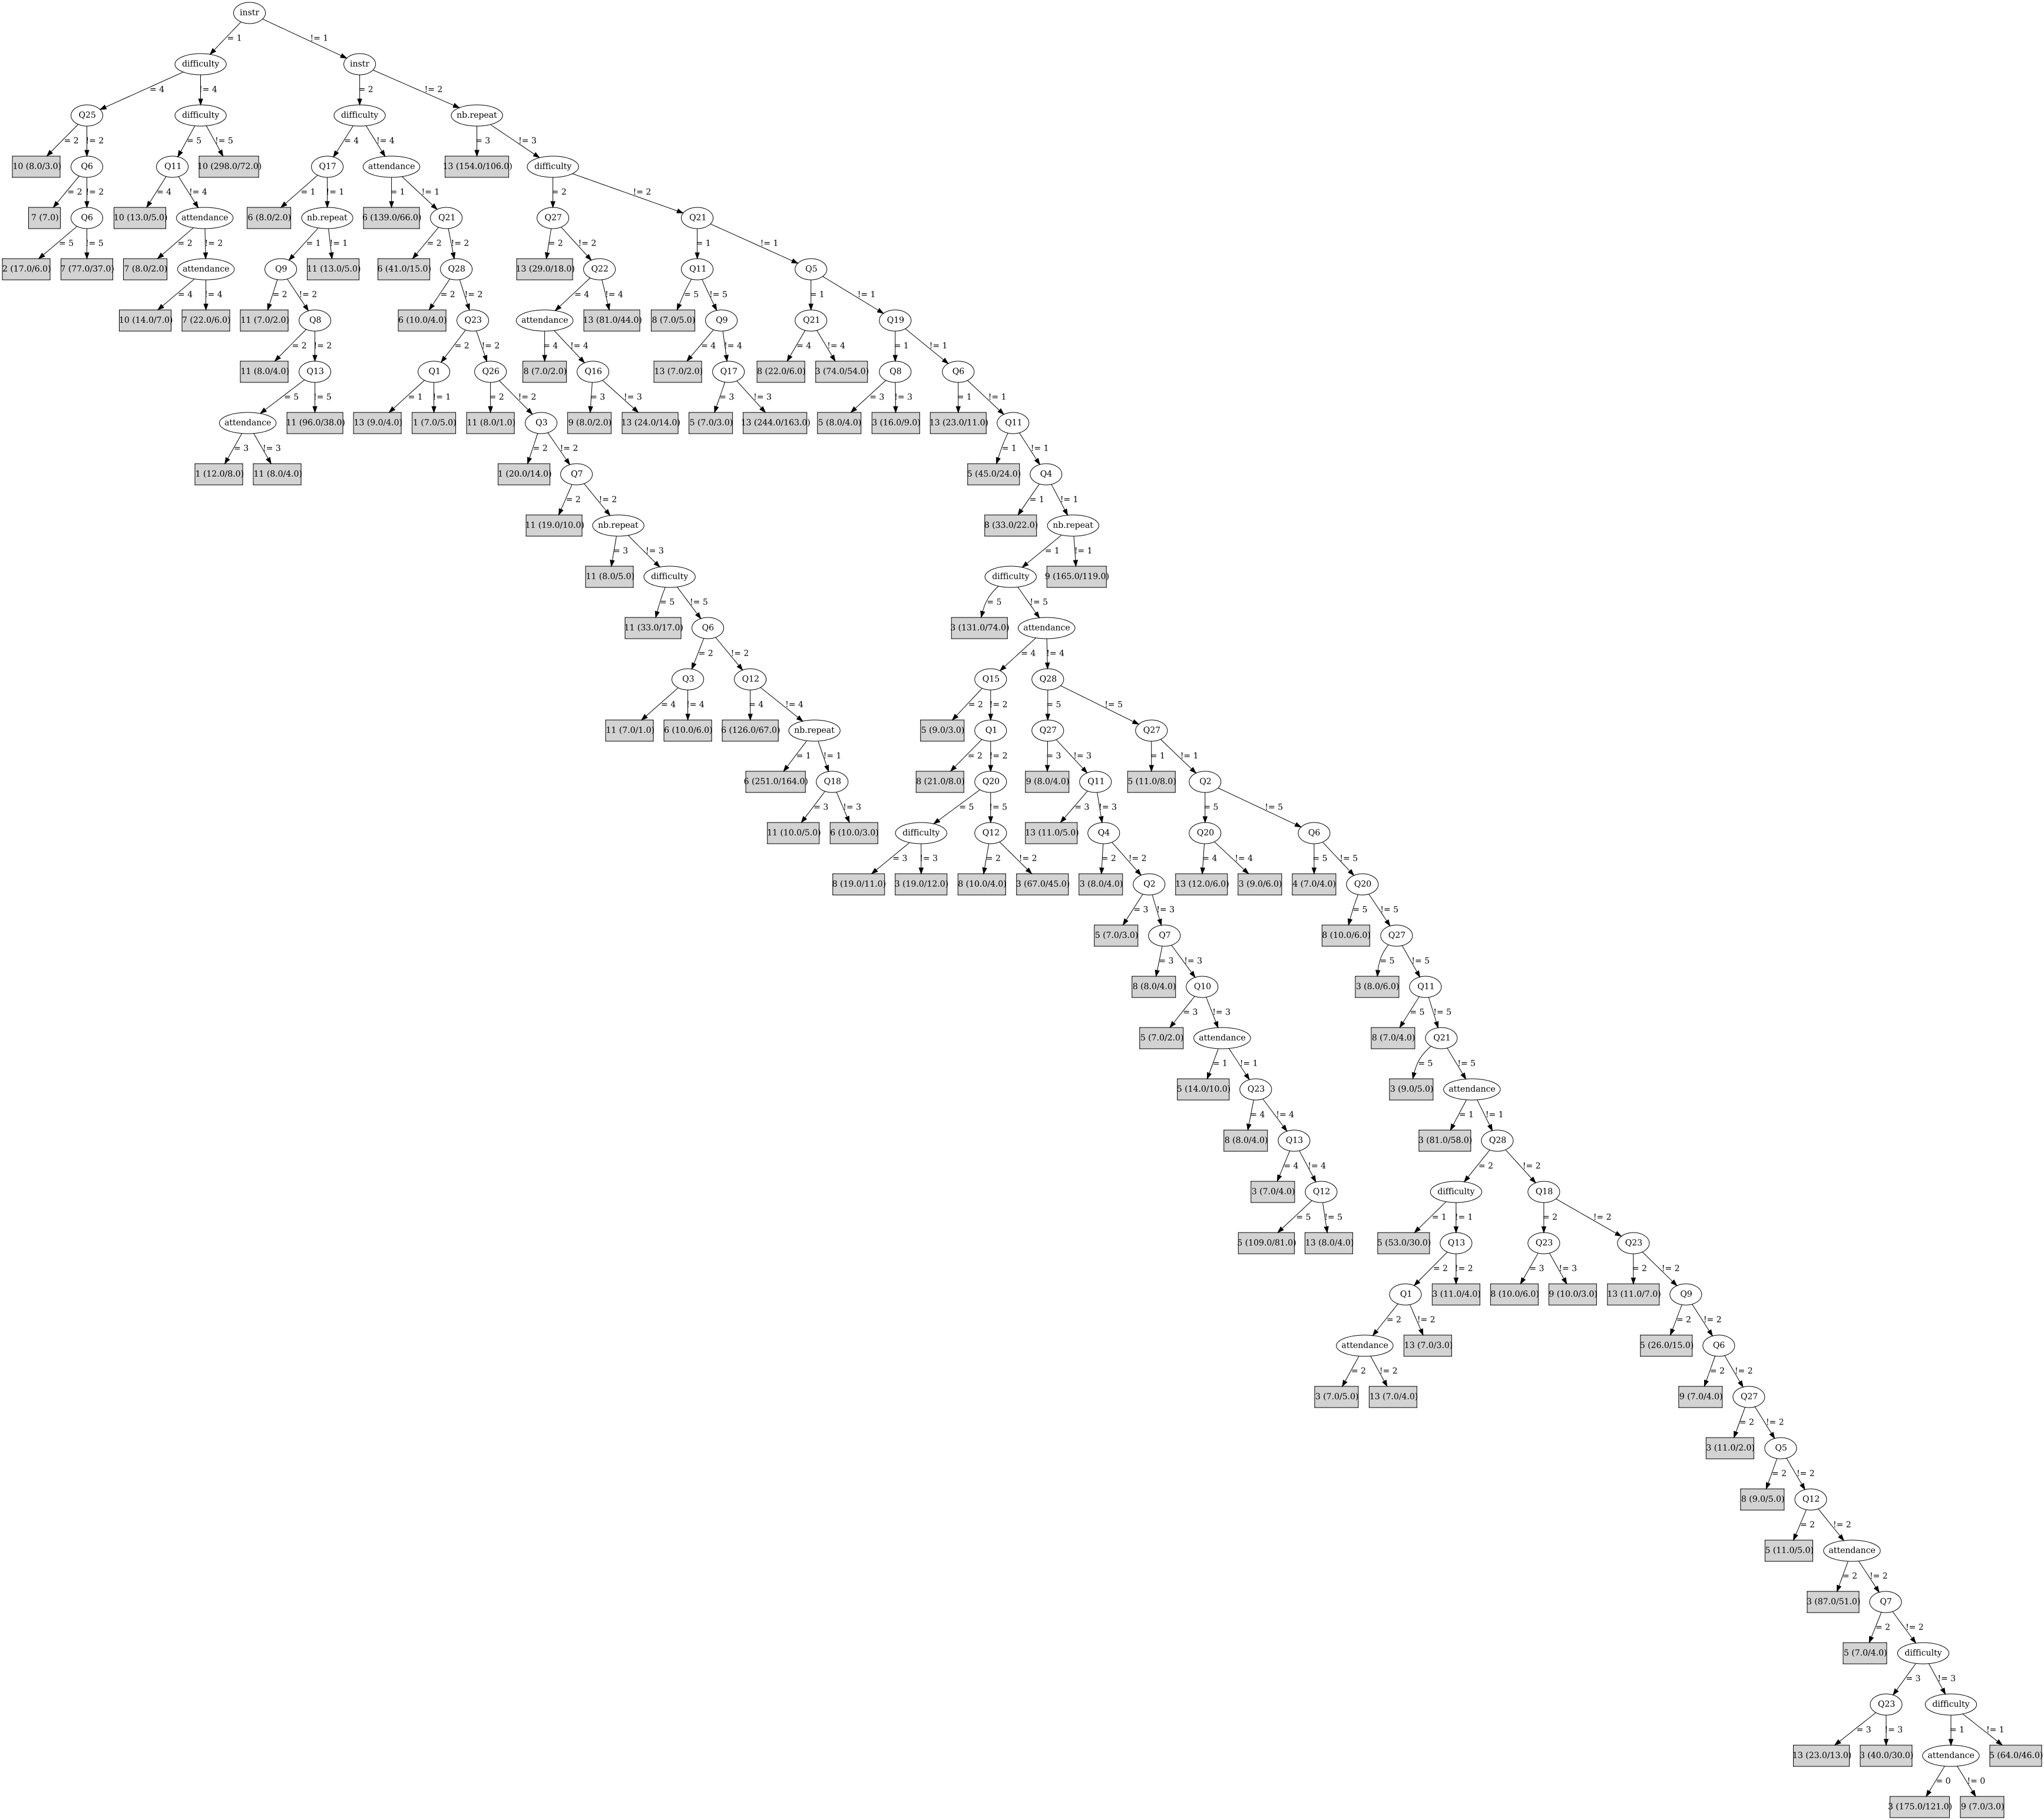 instr
= 1 != 1
difficulty instr
= 4 != 4 = 2 != 2
Q25 difficulty difficulty nb.repeat
= 2 != 2 = 5 != 5 = 4 != 4 = 3 != 3
10 (8.0/3.0) Q6 Q11 10 (298.0/72.0) Q17 attendance 13 (154.0/106.0) difficulty
= 2 != 2 = 4 != 4 = 1 != 1 = 1 != 1 = 2 != 2
7 (7.0) Q6 10 (13.0/5.0) attendance 6 (8.0/2.0) nb.repeat 6 (139.0/66.0) Q21 Q27 Q21
= 5 != 5 = 2 != 2 = 1 != 1 = 2 != 2 = 2 != 2 = 1 != 1
2 (17.0/6.0) 7 (77.0/37.0) 7 (8.0/2.0) attendance Q9 11 (13.0/5.0) 6 (41.0/15.0) Q28 13 (29.0/18.0) Q22 Q11 Q5
= 4 != 4 = 2 != 2 = 2 != 2 = 4 != 4 = 5 != 5 = 1 != 1
10 (14.0/7.0) 7 (22.0/6.0) 11 (7.0/2.0) Q8 6 (10.0/4.0) Q23 attendance 13 (81.0/44.0) 8 (7.0/5.0) Q9 Q21 Q19
= 2 != 2 = 2 != 2 = 4 != 4 = 4 != 4 = 4 != 4 = 1 != 1
11 (8.0/4.0) Q13 Q1 Q26 8 (7.0/2.0) Q16 13 (7.0/2.0) Q17 8 (22.0/6.0) 3 (74.0/54.0) Q8 Q6
= 5 != 5 = 1 != 1 = 2 != 2 = 3 != 3 = 3 != 3 = 3 != 3 = 1 != 1
attendance 11 (96.0/38.0) 13 (9.0/4.0) 1 (7.0/5.0) 11 (8.0/1.0) Q3 9 (8.0/2.0) 13 (24.0/14.0) 5 (7.0/3.0) 13 (244.0/163.0) 5 (8.0/4.0) 3 (16.0/9.0) 13 (23.0/11.0) Q11
= 3 != 3 = 2 != 2 = 1 != 1
1 (12.0/8.0) 11 (8.0/4.0) 1 (20.0/14.0) Q7 5 (45.0/24.0) Q4
= 2 != 2 = 1 != 1
11 (19.0/10.0) nb.repeat 8 (33.0/22.0) nb.repeat
= 3 != 3 = 1 != 1
11 (8.0/5.0) difficulty difficulty 9 (165.0/119.0)
= 5 != 5 = 5 != 5
11 (33.0/17.0) Q6 3 (131.0/74.0) attendance
= 2 != 2 = 4 != 4
Q3 Q12 Q15 Q28
= 4 != 4 = 4 != 4 = 2 != 2 = 5 != 5
11 (7.0/1.0) 6 (10.0/6.0) 6 (126.0/67.0) nb.repeat 5 (9.0/3.0) Q1 Q27 Q27
= 1 != 1 = 2 != 2 = 3 != 3 = 1 != 1
6 (251.0/164.0) Q18 8 (21.0/8.0) Q20 9 (8.0/4.0) Q11 5 (11.0/8.0) Q2
= 3 != 3 = 5 != 5 = 3 != 3 = 5 != 5
11 (10.0/5.0) 6 (10.0/3.0) difficulty Q12 13 (11.0/5.0) Q4 Q20 Q6
= 3 != 3 = 2 != 2 = 2 != 2 = 4 != 4 = 5 != 5
8 (19.0/11.0) 3 (19.0/12.0) 8 (10.0/4.0) 3 (67.0/45.0) 3 (8.0/4.0) Q2 13 (12.0/6.0) 3 (9.0/6.0) 4 (7.0/4.0) Q20
= 3 != 3 = 5 != 5
5 (7.0/3.0) Q7 8 (10.0/6.0) Q27
= 3 != 3 = 5 != 5
8 (8.0/4.0) Q10 3 (8.0/6.0) Q11
= 3 != 3 = 5 != 5
5 (7.0/2.0) attendance 8 (7.0/4.0) Q21
= 1 != 1 = 5 != 5
5 (14.0/10.0) Q23 3 (9.0/5.0) attendance
= 4 != 4 = 1 != 1
8 (8.0/4.0) Q13 3 (81.0/58.0) Q28
= 4 != 4 = 2 != 2
3 (7.0/4.0) Q12 difficulty Q18
= 5 != 5 = 1 != 1 = 2 != 2
5 (109.0/81.0) 13 (8.0/4.0) 5 (53.0/30.0) Q13 Q23 Q23
= 2 != 2 = 3 != 3 = 2 != 2
Q1 3 (11.0/4.0) 8 (10.0/6.0) 9 (10.0/3.0) 13 (11.0/7.0) Q9
= 2 != 2 = 2 != 2
attendance 13 (7.0/3.0) 5 (26.0/15.0) Q6
= 2 != 2 = 2 != 2
3 (7.0/5.0) 13 (7.0/4.0) 9 (7.0/4.0) Q27
= 2 != 2
3 (11.0/2.0) Q5
= 2 != 2
8 (9.0/5.0) Q12
= 2 != 2
5 (11.0/5.0) attendance
= 2 != 2
3 (87.0/51.0) Q7
= 2 != 2
5 (7.0/4.0) difficulty
= 3 != 3
Q23 difficulty
= 3 != 3 = 1 != 1
13 (23.0/13.0) 3 (40.0/30.0) attendance 5 (64.0/46.0)
= 0 != 0
3 (175.0/121.0) 9 (7.0/3.0)